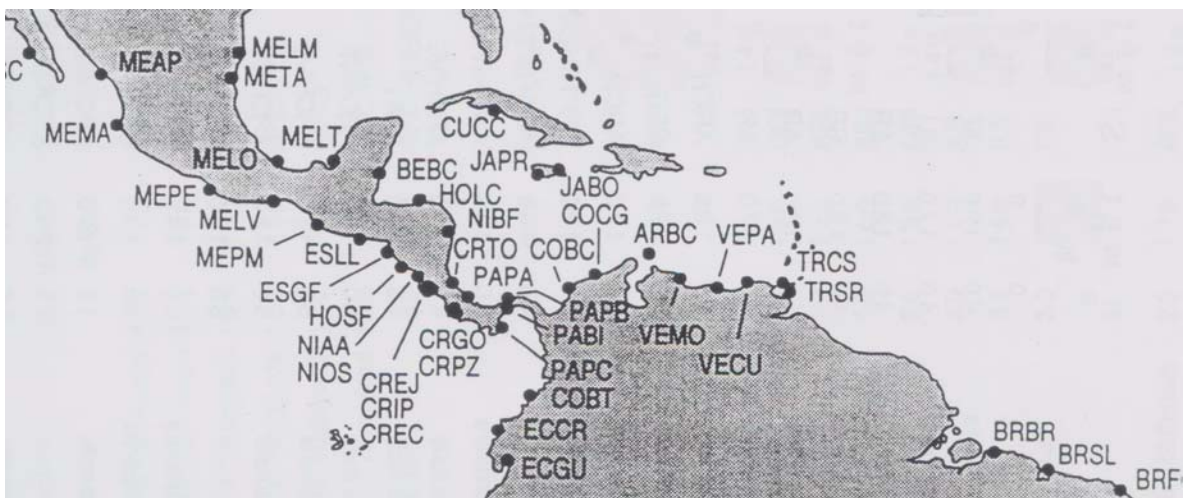 MELM
MEAP
SC
META
MEMA
CUCC
MELT
MELO
JAPR
BEBC
MEPE
HOLC
JABO
MELV
COCG
NIBF
ARBC
VEPA
MEPM
ESLL
CRTO
COBC
TRCS
PAPA
ESGF
TRSR
HOSF
PAPB
VEMO
CRGO
PABI
NIAA
CRPZ
VECU
NIOS
PAPC
CREJ
COBT
CRIP
CREC
ECCR
BRBR
ECGU
BRSL
BRF